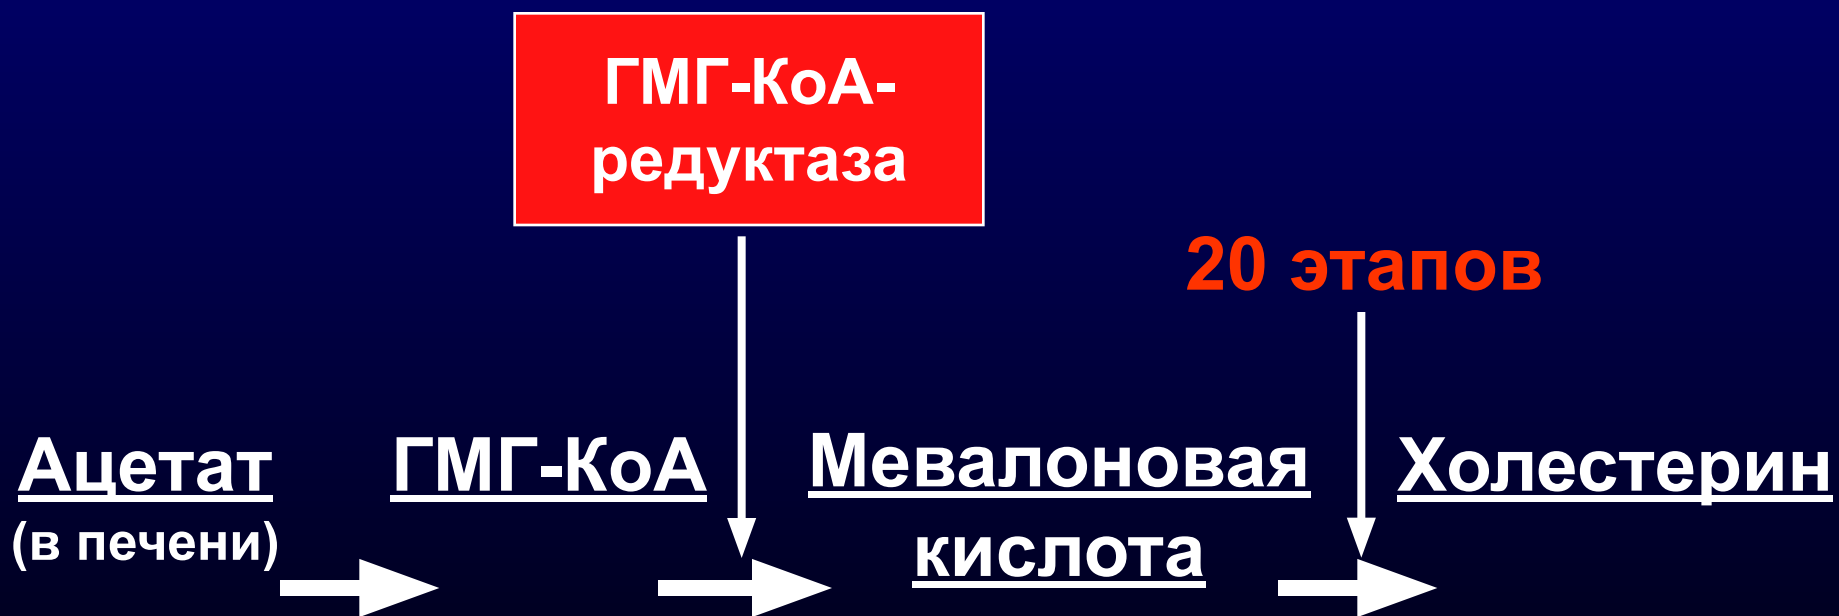 ГМГ-КоА-
редуктаза
20 этапов
Ацетат
(в печени)
ГМГ-КоА
Мевалоновая
кислота
Холестерин